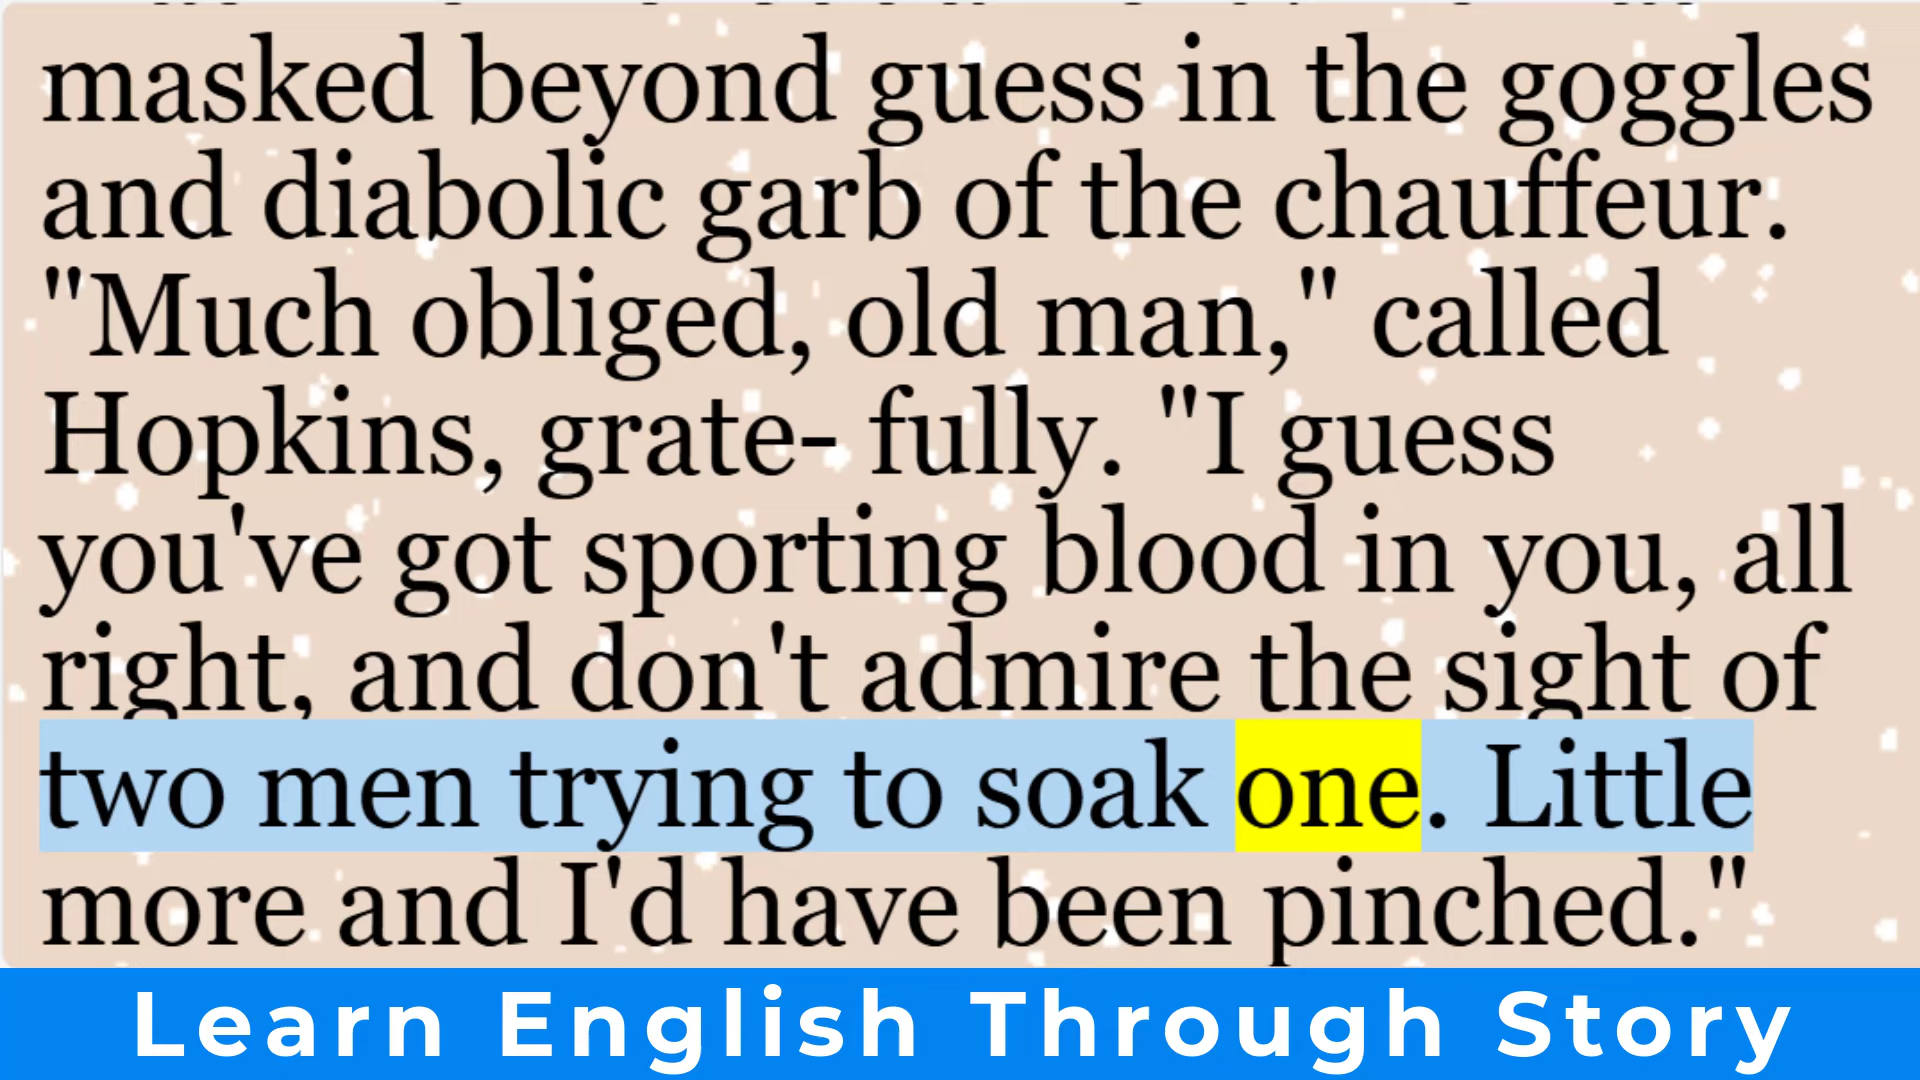 masked beyond guess in the goggles
and diabolic garb of the chauffeur.
"Much obliged, old man," called
Hopkins, grate- fully. "I guess
you've got sporting blood in you, all
right, and don't admire the sight of
two men trying to soak one. Little
more and I'd have been pinched."
Learn English Through Story